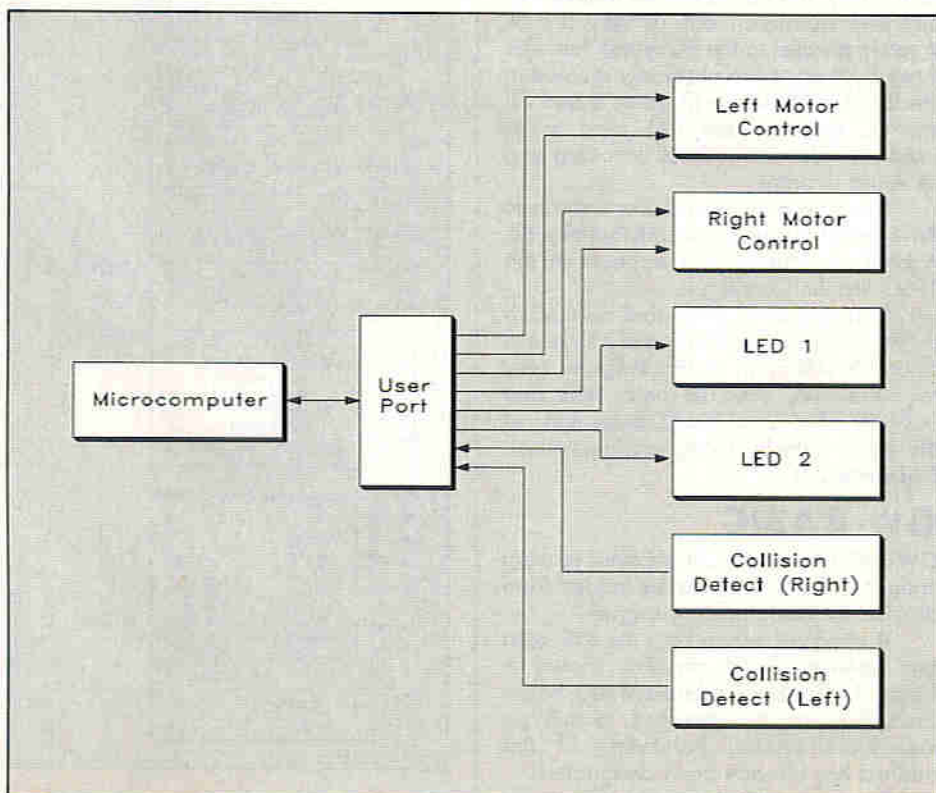 Left Motor
Control
Right Motor
Control
LED 1
User
Port
Microcomputer
LED 2
Collision
Detect (Right)
Collision
Detect (Left)